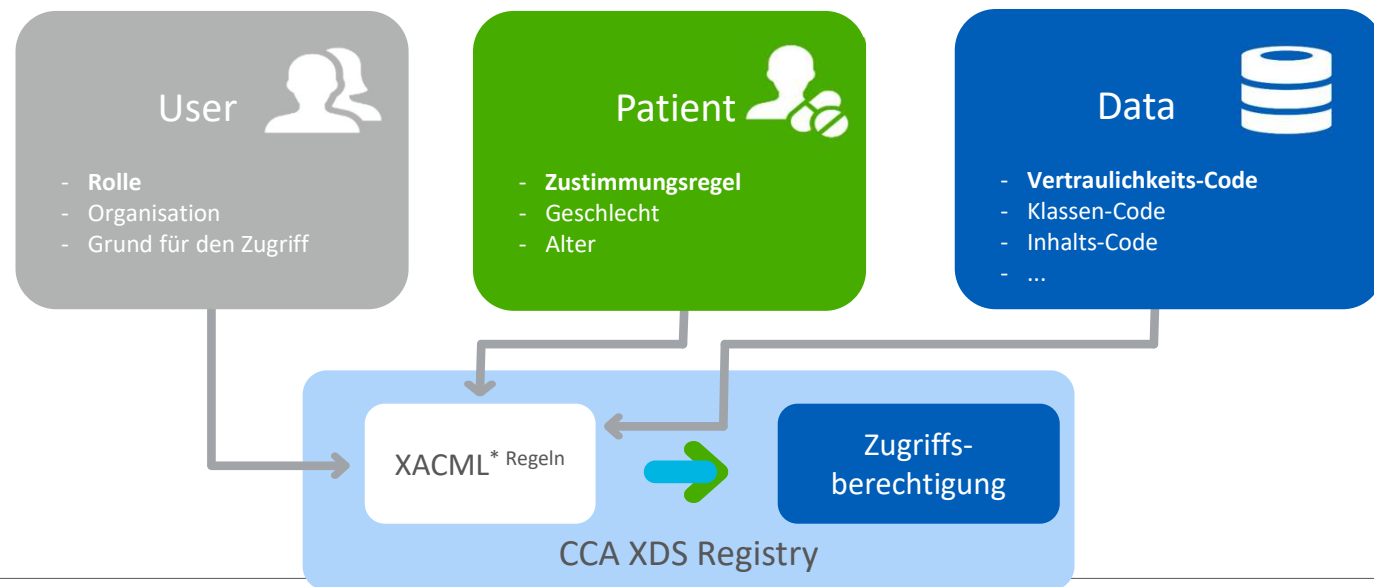 User
- Rolle
- Organisation
- Grund für den Zugriff
Patient
- Zustimmungsregel
- Geschlecht
- Alter
Data
- Vertraulichkeits-Code
- Klassen-Code
- Inhalts-Code
- ...
XACML* Regeln
Zugriffs-
berechtigung
CCA XDS Registry